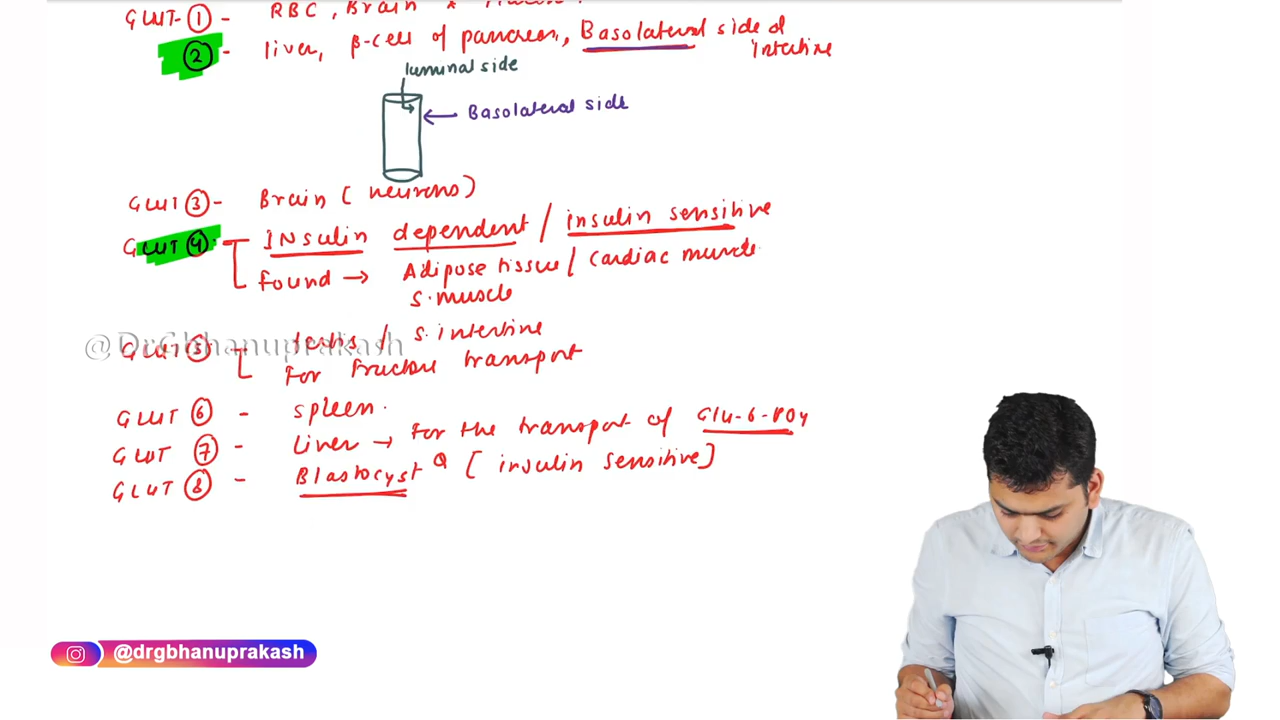 GLUT-① - RBC, Brain &
② - liver, β-cell of pancreas, Basolateral side of
Intestine
luminal side
Basolateral side
GLUT ③ - Brain ( neurons )
GLUT ④ - INsulin dependent / insulin sensitive
found → Adipose tissue / cardiac muscle
S. muscle
GLUT ⑤ - testis / S. intestine
For Fructose transport
@DrGbhanuprakash
GLUT ⑥ - spleen.
GLUT ⑦ - Liver → For the transport of Glu-6-PO4
GLUT ⑧ - Blastocyst Q [ insulin sensitive ]
@drgbhanuprakash